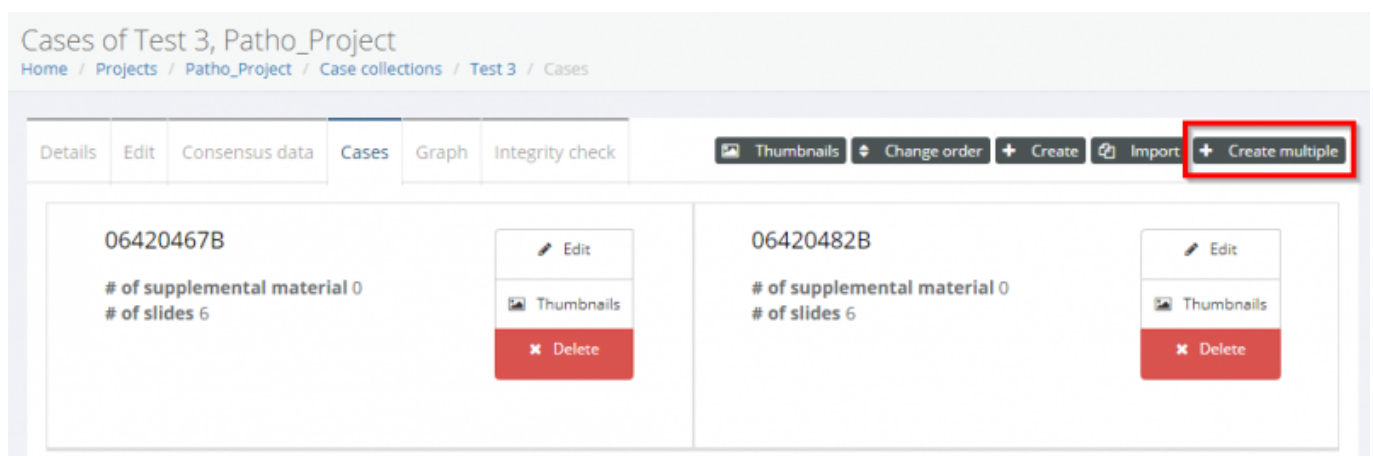 Cases of Test 3, Patho_Project
Home / Projects / Patho_Project / Case collections / Test 3 / Cases
Details Edit Consensus data Cases Graph Integrity check Thumbnails Change order + Create Import + Create multiple
06420467B
# of supplemental material 0
# of slides 6
Edit
Thumbnails
Delete
06420482B
# of supplemental material 0
# of slides 6
Edit
Thumbnails
Delete